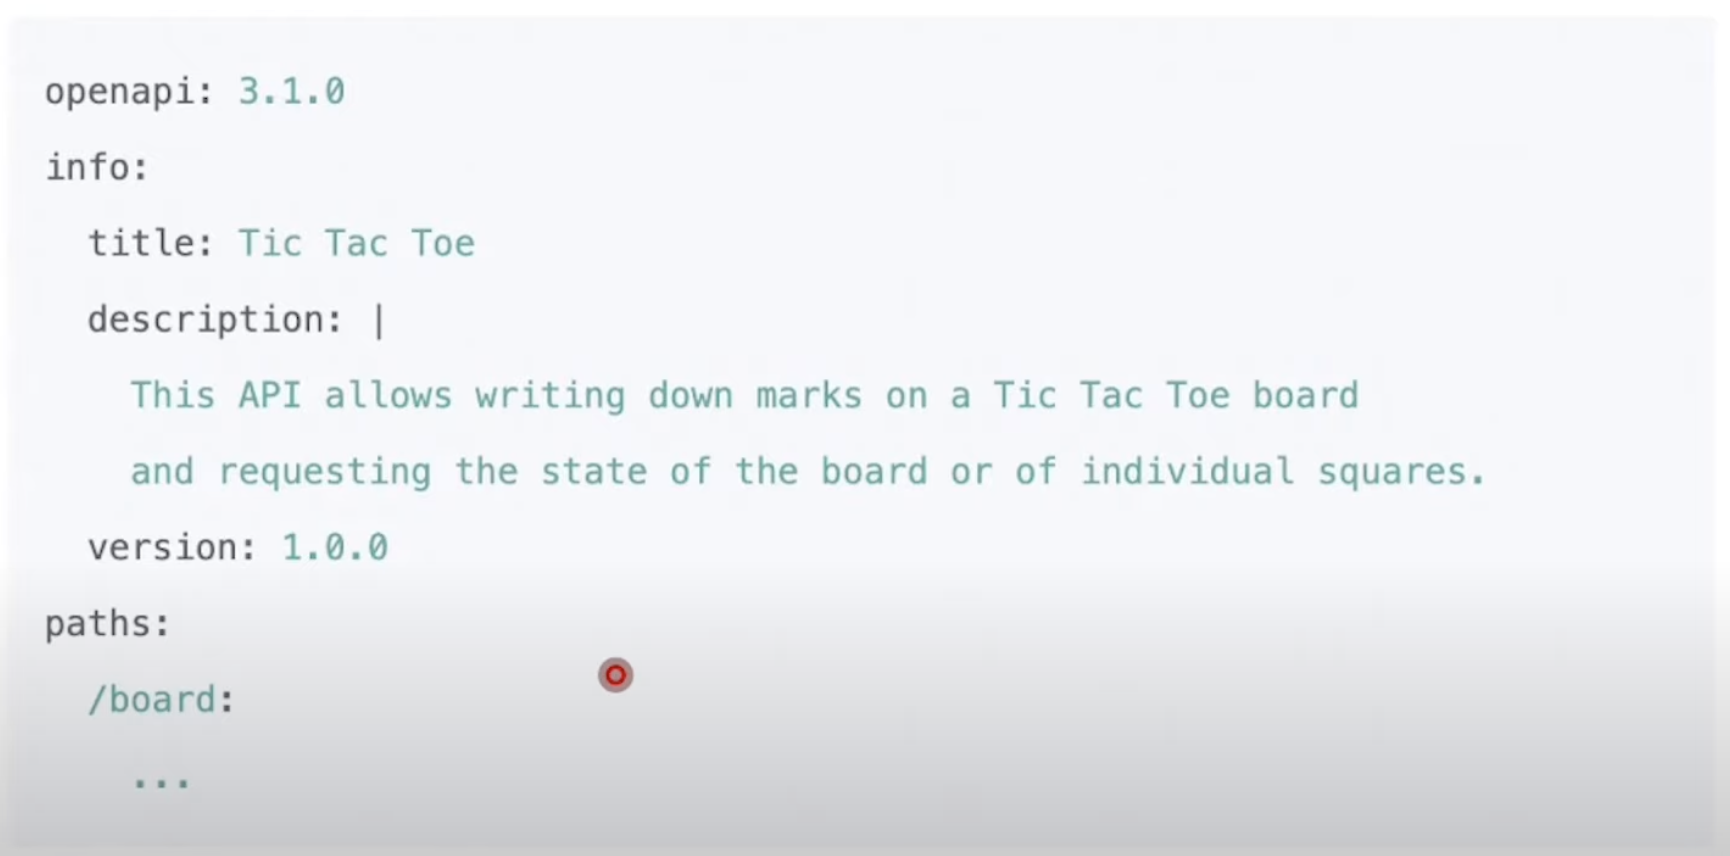 openapi: 3.1.0
info:
  title: Tic Tac Toe
  description: |
    This API allows writing down marks on a Tic Tac Toe board
    and requesting the state of the board or of individual squares.
  version: 1.0.0
paths:
  /board:
    ...